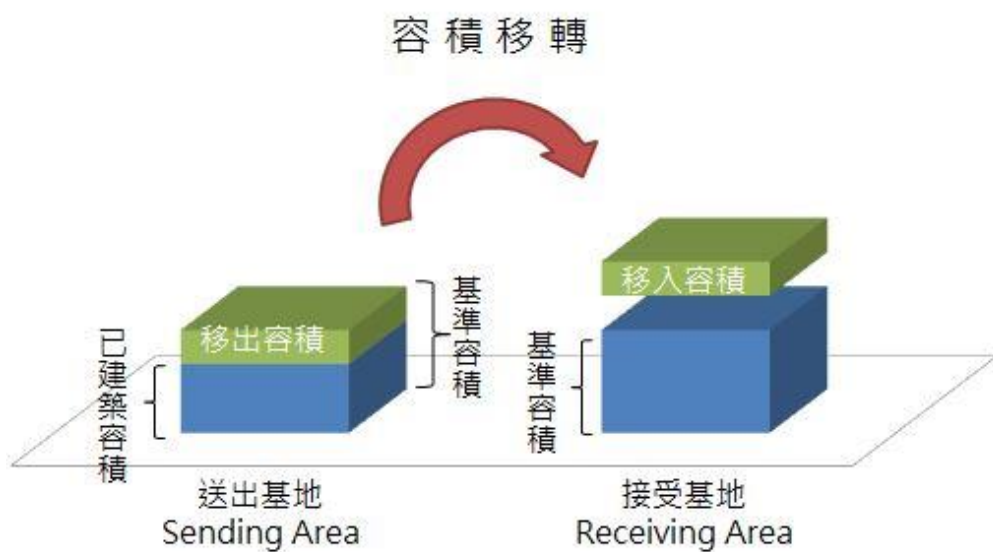 容積移轉
移出容積
已建築容積
基準容積
移入容積
基準容積
送出基地
Sending Area
接受基地
Receiving Area